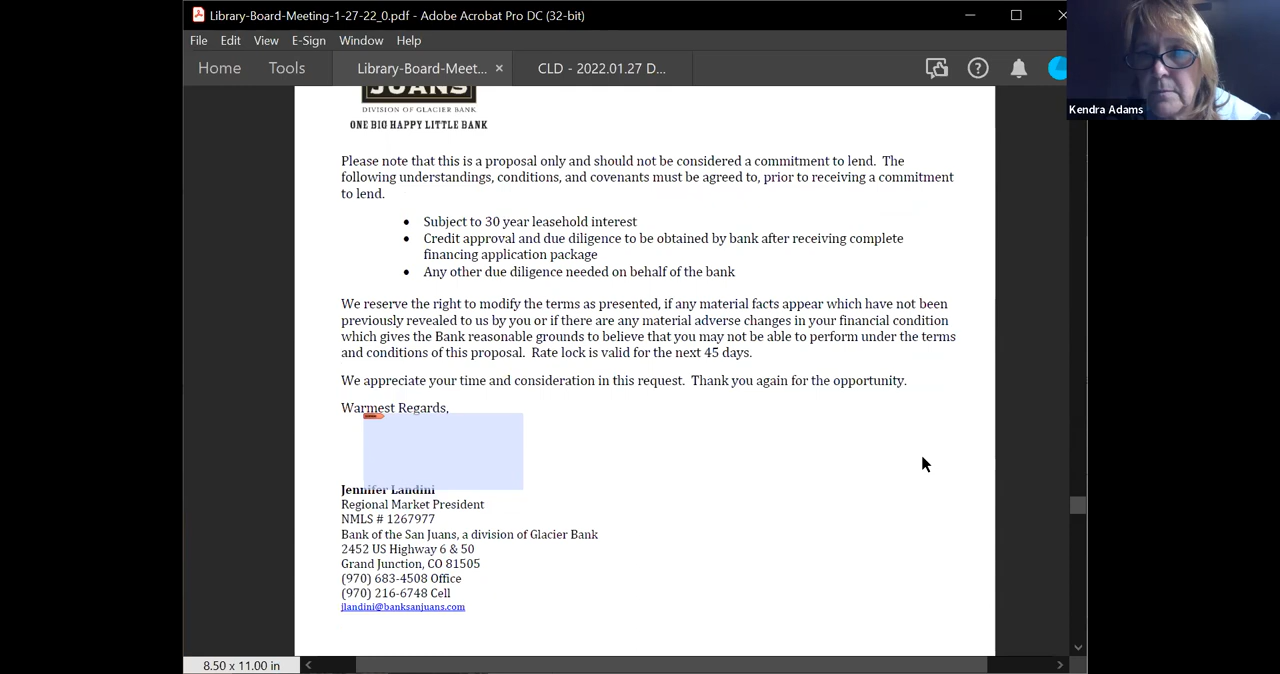 Library-Board-Meeting-1-27-22_0.pdf - Adobe Acrobat Pro DC (32-bit)
File Edit View E-Sign Window Help
Home Tools Library-Board-Meet... × CLD - 2022.01.27 D...
Kendra Adams
JUANS
DIVISION OF GLACIER BANK
ONE BIG HAPPY LITTLE BANK
Please note that this is a proposal only and should not be considered a commitment to lend. The
following understandings, conditions, and covenants must be agreed to, prior to receiving a commitment
to lend.
• Subject to 30 year leasehold interest
• Credit approval and due diligence to be obtained by bank after receiving complete
financing application package
• Any other due diligence needed on behalf of the bank
We reserve the right to modify the terms as presented, if any material facts appear which have not been
previously revealed to us by you or if there are any material adverse changes in your financial condition
which gives the Bank reasonable grounds to believe that you may not be able to perform under the terms
and conditions of this proposal. Rate lock is valid for the next 45 days.
We appreciate your time and consideration in this request. Thank you again for the opportunity.
Warmest Regards,
Jennifer Landini
Regional Market President
NMLS # 1267977
Bank of the San Juans, a division of Glacier Bank
2452 US Highway 6 & 50
Grand Junction, CO 81505
(970) 683-4508 Office
(970) 216-6748 Cell
jlandini@banksanjuans.com
8.50 x 11.00 in